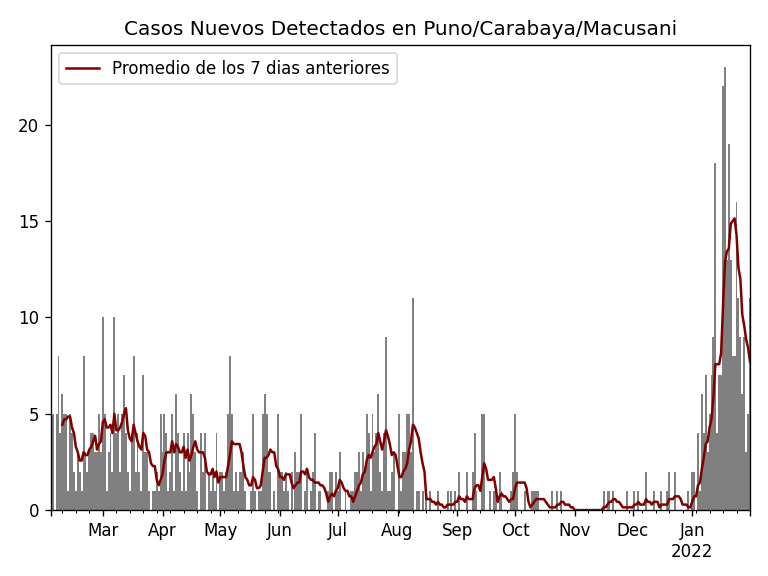 Casos Nuevos Detectados en Puno/Carabaya/Macusani
Promedio de los 7 dias anteriores
20
15
10
5
0
Mar Apr May Jun Jul Aug Sep Oct Nov Dec Jan
2022